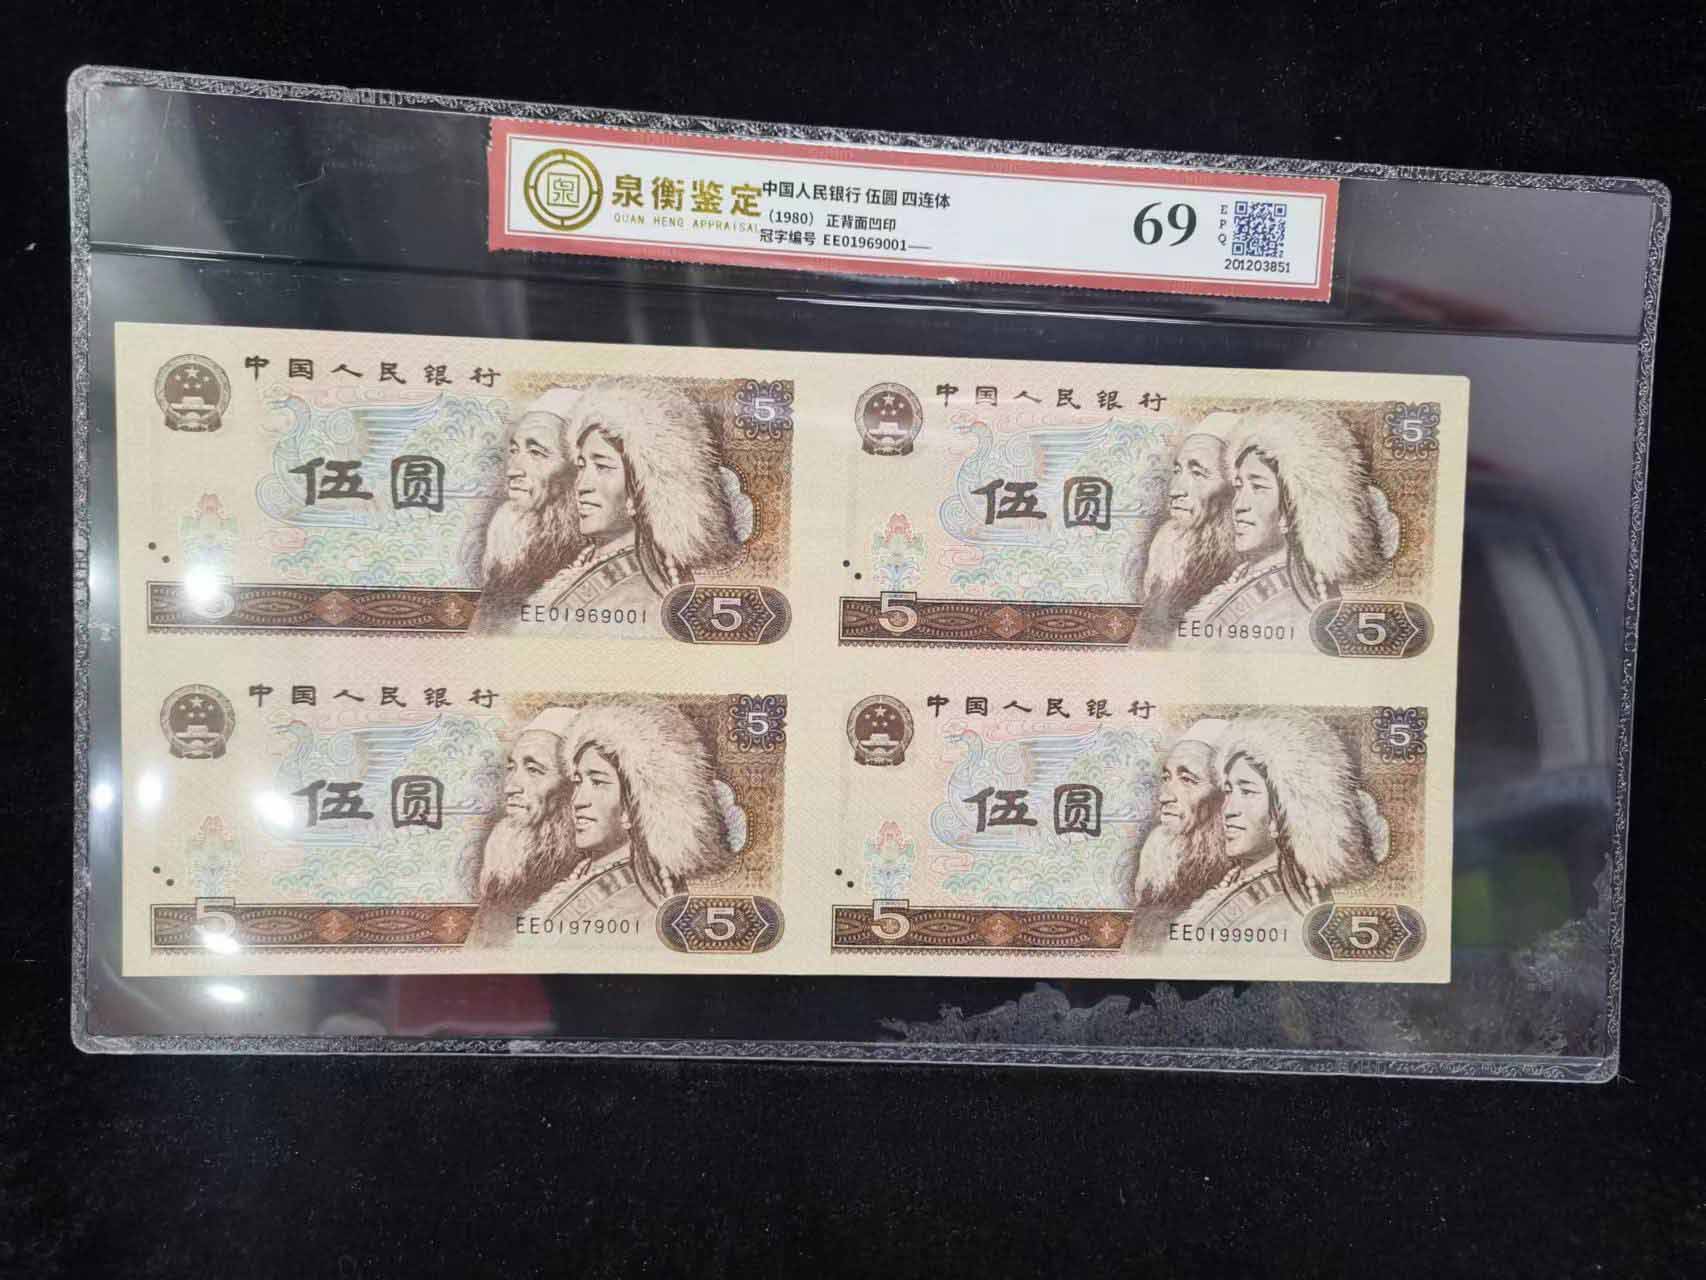 泉衡鉴定
QUAN HENG APPRAISAL
中国人民银行 伍圆 四连体
（1980） 正背面凹印
冠字编号 EE01969001——
69
EPQ
201203851
中国人民银行
5
伍圆
5
EE01969001
5
中国人民银行
5
伍圆
5
EE01989001
5
中国人民银行
5
伍圆
5
EE01979001
5
中国人民银行
5
伍圆
5
EE01999001
5